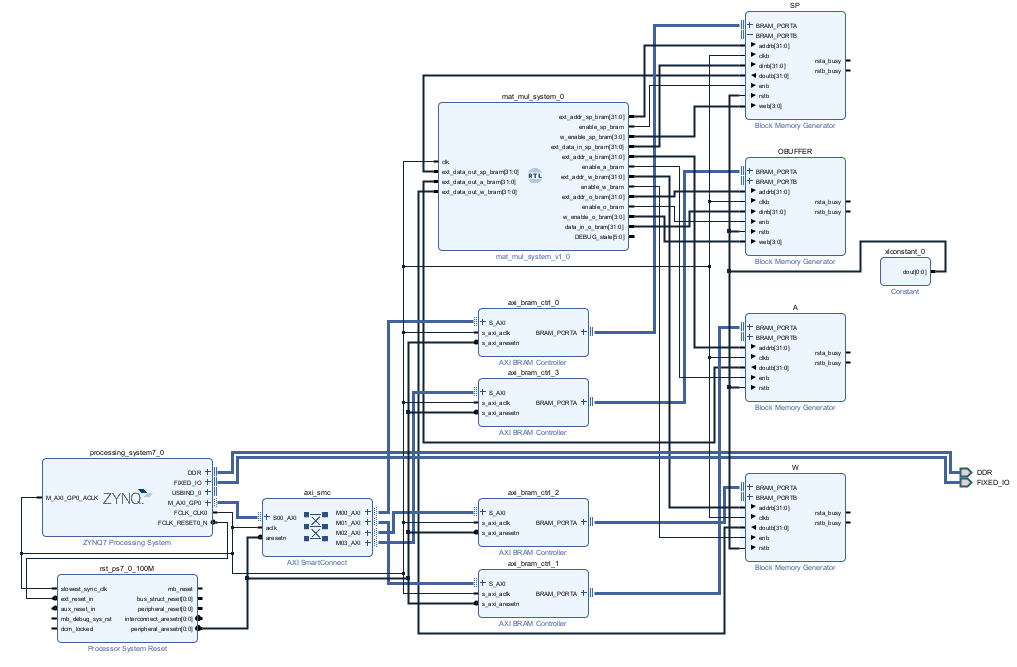 SP
BRAM_PORTA
BRAM_PORTB
addrb[31:0]
clkb
dinb[31:0]
doutb[31:0]
enb
rstb
web[3:0]
rsta_busy
rstb_busy
Block Memory Generator
mat_mul_system_0
clk
ext_data_out_sp_bram[31:0]
ext_data_out_a_bram[31:0]
ext_data_out_w_bram[31:0]
RTL
ext_addr_sp_bram[31:0]
enable_sp_bram
w_enable_sp_bram[3:0]
ext_data_in_sp_bram[31:0]
ext_addr_a_bram[31:0]
enable_a_bram
ext_addr_w_bram[31:0]
enable_w_bram
ext_addr_o_bram[31:0]
enable_o_bram
w_enable_o_bram[3:0]
data_in_o_bram[31:0]
DEBUG_state[5:0]
mat_mul_system_v1_0
OBUFFER
BRAM_PORTA
BRAM_PORTB
addrb[31:0]
clkb
dinb[31:0]
enb
rstb
web[3:0]
rsta_busy
rstb_busy
Block Memory Generator
xlconstant_0
dout[0:0]
Constant
axi_bram_ctrl_0
S_AXI
s_axi_aclk
s_axi_aresetn
BRAM_PORTA
AXI BRAM Controller
A
BRAM_PORTA
BRAM_PORTB
addrb[31:0]
clkb
doutb[31:0]
enb
rstb
rsta_busy
rstb_busy
Block Memory Generator
axi_bram_ctrl_3
S_AXI
s_axi_aclk
s_axi_aresetn
BRAM_PORTA
AXI BRAM Controller
processing_system7_0
M_AXI_GP0_ACLK
ZYNQ
DDR
FIXED_IO
USBIND_0
M_AXI_GP0
FCLK_CLK0
FCLK_RESET0_N
ZYNQ7 Processing System
DDR
FIXED_IO
axi_smc
S00_AXI
aclk
aresetn
M00_AXI
M01_AXI
M02_AXI
M03_AXI
AXI SmartConnect
axi_bram_ctrl_2
S_AXI
s_axi_aclk
s_axi_aresetn
BRAM_PORTA
AXI BRAM Controller
W
BRAM_PORTA
BRAM_PORTB
addrb[31:0]
clkb
doutb[31:0]
enb
rstb
rsta_busy
rstb_busy
Block Memory Generator
rst_ps7_0_100M
slowest_sync_clk
ext_reset_in
aux_reset_in
mb_debug_sys_rst
dcm_locked
mb_reset
bus_struct_reset[0:0]
peripheral_reset[0:0]
interconnect_aresetn[0:0]
peripheral_aresetn[0:0]
Processor System Reset
axi_bram_ctrl_1
S_AXI
s_axi_aclk
s_axi_aresetn
BRAM_PORTA
AXI BRAM Controller